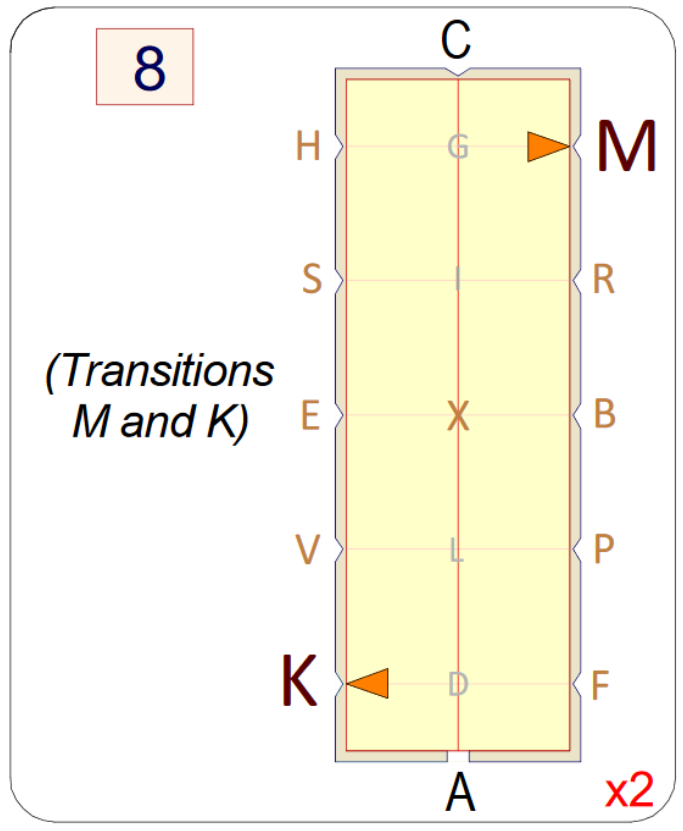 8
C
H G M
S I R
(Transitions
M and K)
E X B
V L P
K D F
A
x2